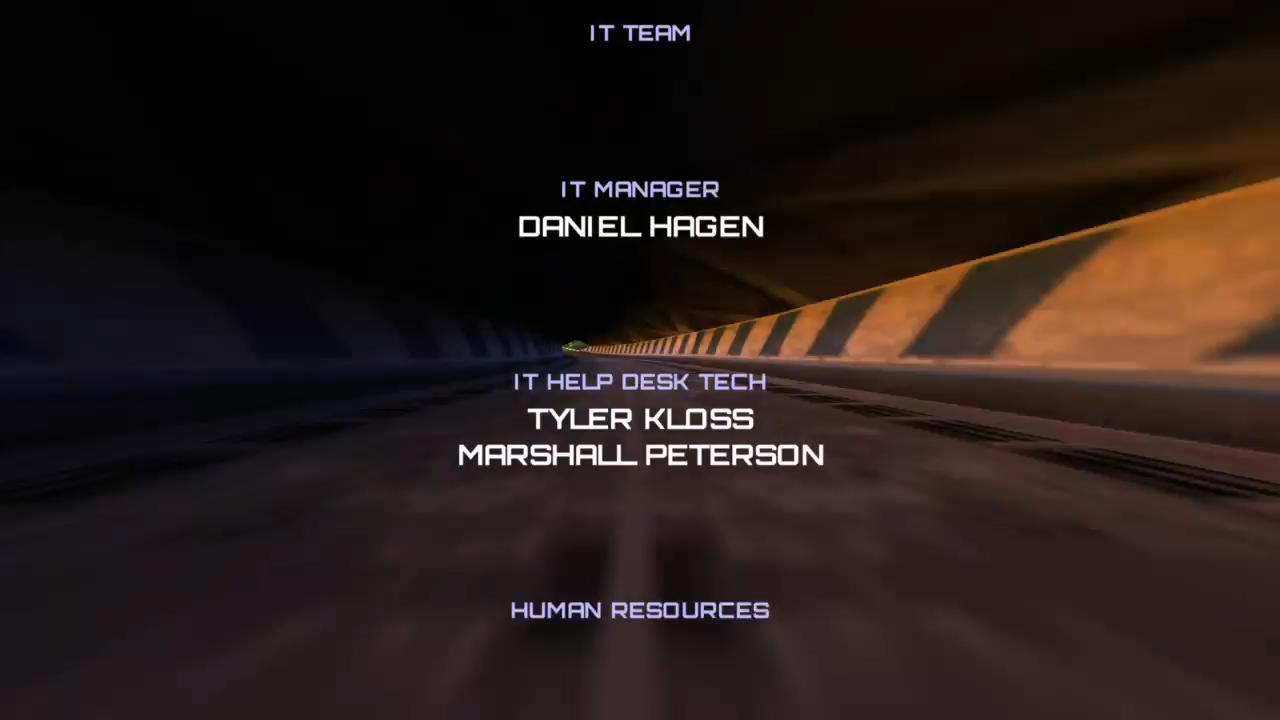 IT TEAM
IT MANAGER
DANIEL HAGEN
IT HELP DESK TECH
TYLER KLOSS
MARSHALL PETERSON
HUMAN RESOURCES